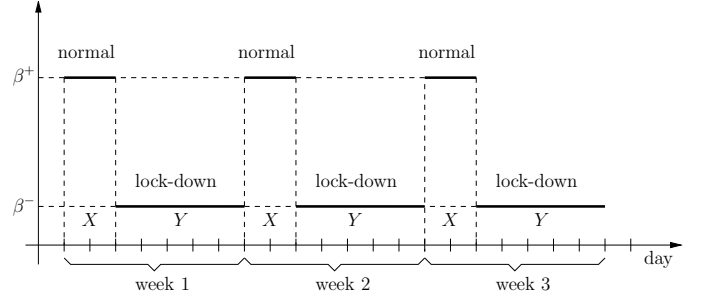 normal normal normal
β⁺
lock-down lock-down lock-down
β⁻
X Y X Y X Y
day
week 1 week 2 week 3